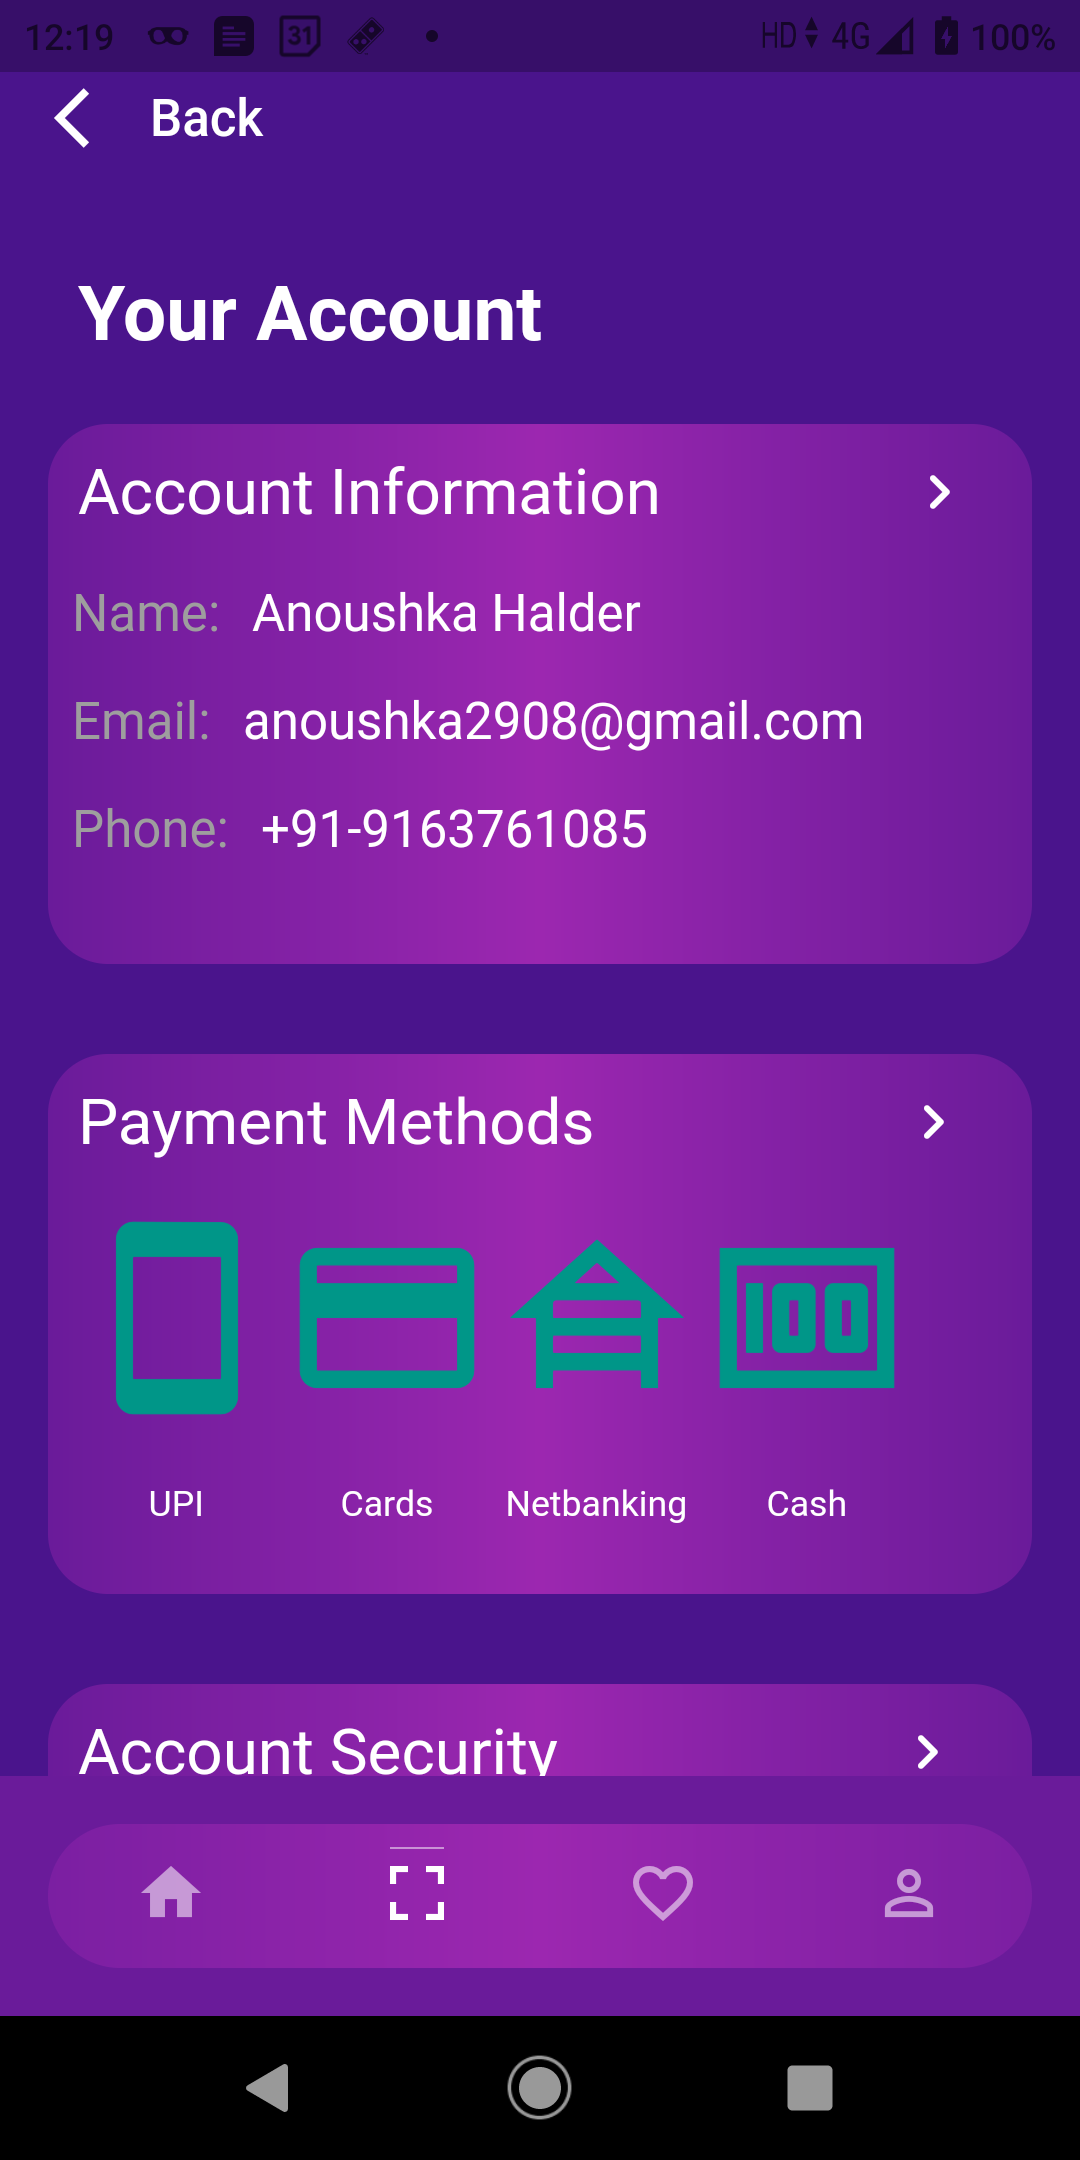 12:19 31 HD 4G 100%
Back
Your Account
Account Information
Name: Anoushka Halder
Email: anoushka2908@gmail.com
Phone: +91-9163761085
Payment Methods
100
UPI Cards Netbanking Cash
Account Security